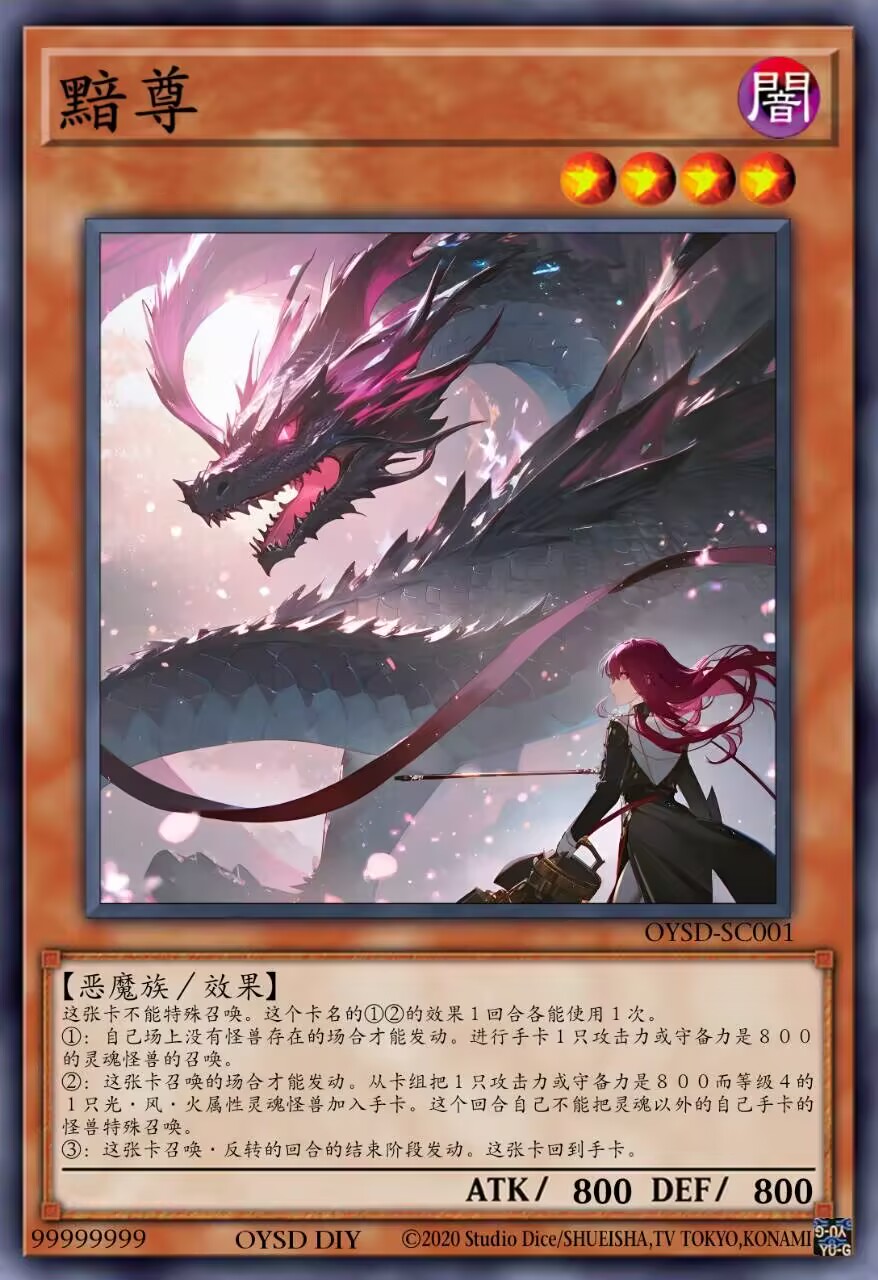 黯尊
闇
OYSD-SC001
【恶魔族／效果】
这张卡不能特殊召唤。这个卡名的①②的效果１回合各能使用１次。
①：自己场上没有怪兽存在的场合才能发动。进行手卡１只攻击力或守备力是８００
的灵魂怪兽的召唤。
②：这张卡召唤的场合才能发动。从卡组把１只攻击力或守备力是８００而等级４的
１只光·风·火属性灵魂怪兽加入手卡。这个回合自己不能把灵魂以外的自己手卡的
怪兽特殊召唤。
③：这张卡召唤·反转的回合的结束阶段发动。这张卡回到手卡。
ATK/ 800 DEF/ 800
99999999 OYSD DIY ©2020 Studio Dice/SHUEISHA,TV TOKYO,KONAMI
YU-G
YU-G